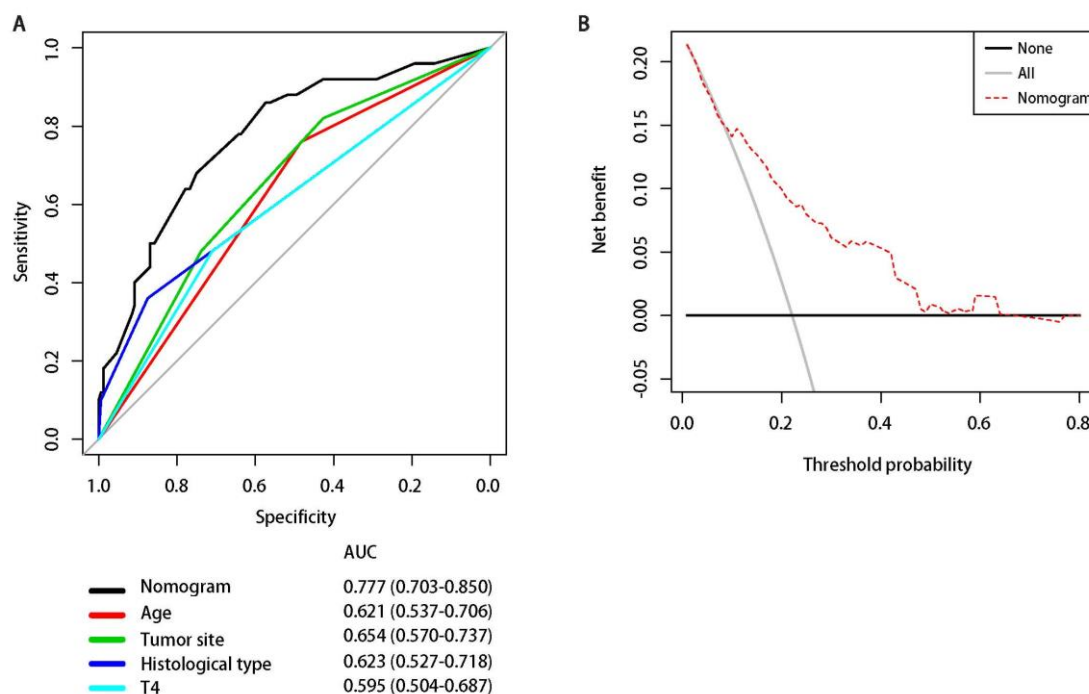 A
1.0
0.8
0.6
0.4
0.2
0.0
Sensitivity
1.0 0.8 0.6 0.4 0.2 0.0
Specificity
AUC
Nomogram 0.777 (0.703-0.850)
Age 0.621 (0.537-0.706)
Tumor site 0.654 (0.570-0.737)
Histological type 0.623 (0.527-0.718)
T4 0.595 (0.504-0.687)
B
None
All
Nomogram
0.20
0.15
0.10
0.05
0.00
-0.05
Net benefit
0.0 0.2 0.4 0.6 0.8
Threshold probability